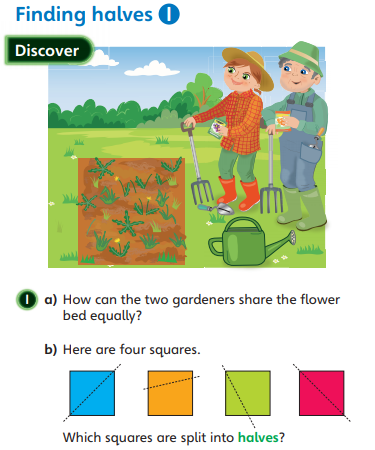 Finding halves 1
Discover
1 a) How can the two gardeners share the flower
bed equally?
b) Here are four squares.
Which squares are split into halves?